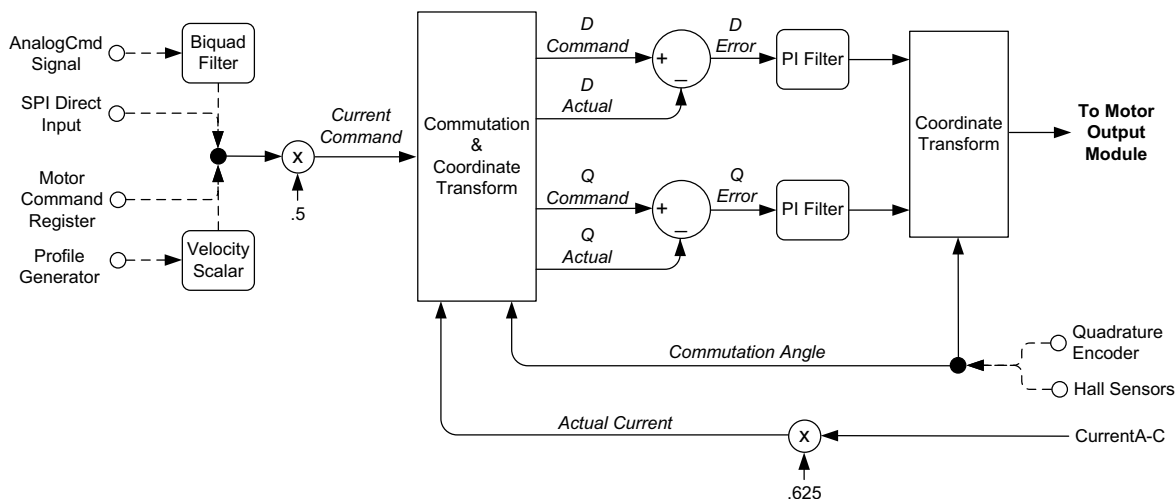 AnalogCmd
Signal
Biquad
Filter
SPI Direct
Input
Motor
Command
Register
Profile
Generator
Velocity
Scalar
X
.5
Current
Command
Commutation
&
Coordinate
Transform
D
Command
D
Actual
+
–
D
Error
PI Filter
Q
Command
Q
Actual
+
–
Q
Error
PI Filter
Coordinate
Transform
To Motor
Output
Module
Commutation Angle
Quadrature
Encoder
Hall Sensors
Actual Current
X
.625
CurrentA-C